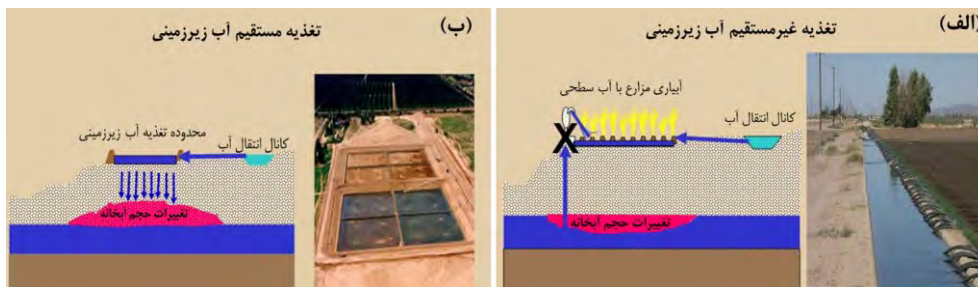 (الف)
تغذیه غیرمستقیم آب زیرزمینی
آبیاری مزارع با آب سطحی
کانال انتقال آب
X
تغییرات حجم آبخانه
(ب)
تغذیه مستقیم آب زیرزمینی
محدوده تغذیه آب زیرزمینی
کانال انتقال آب
تغییرات حجم آبخانه